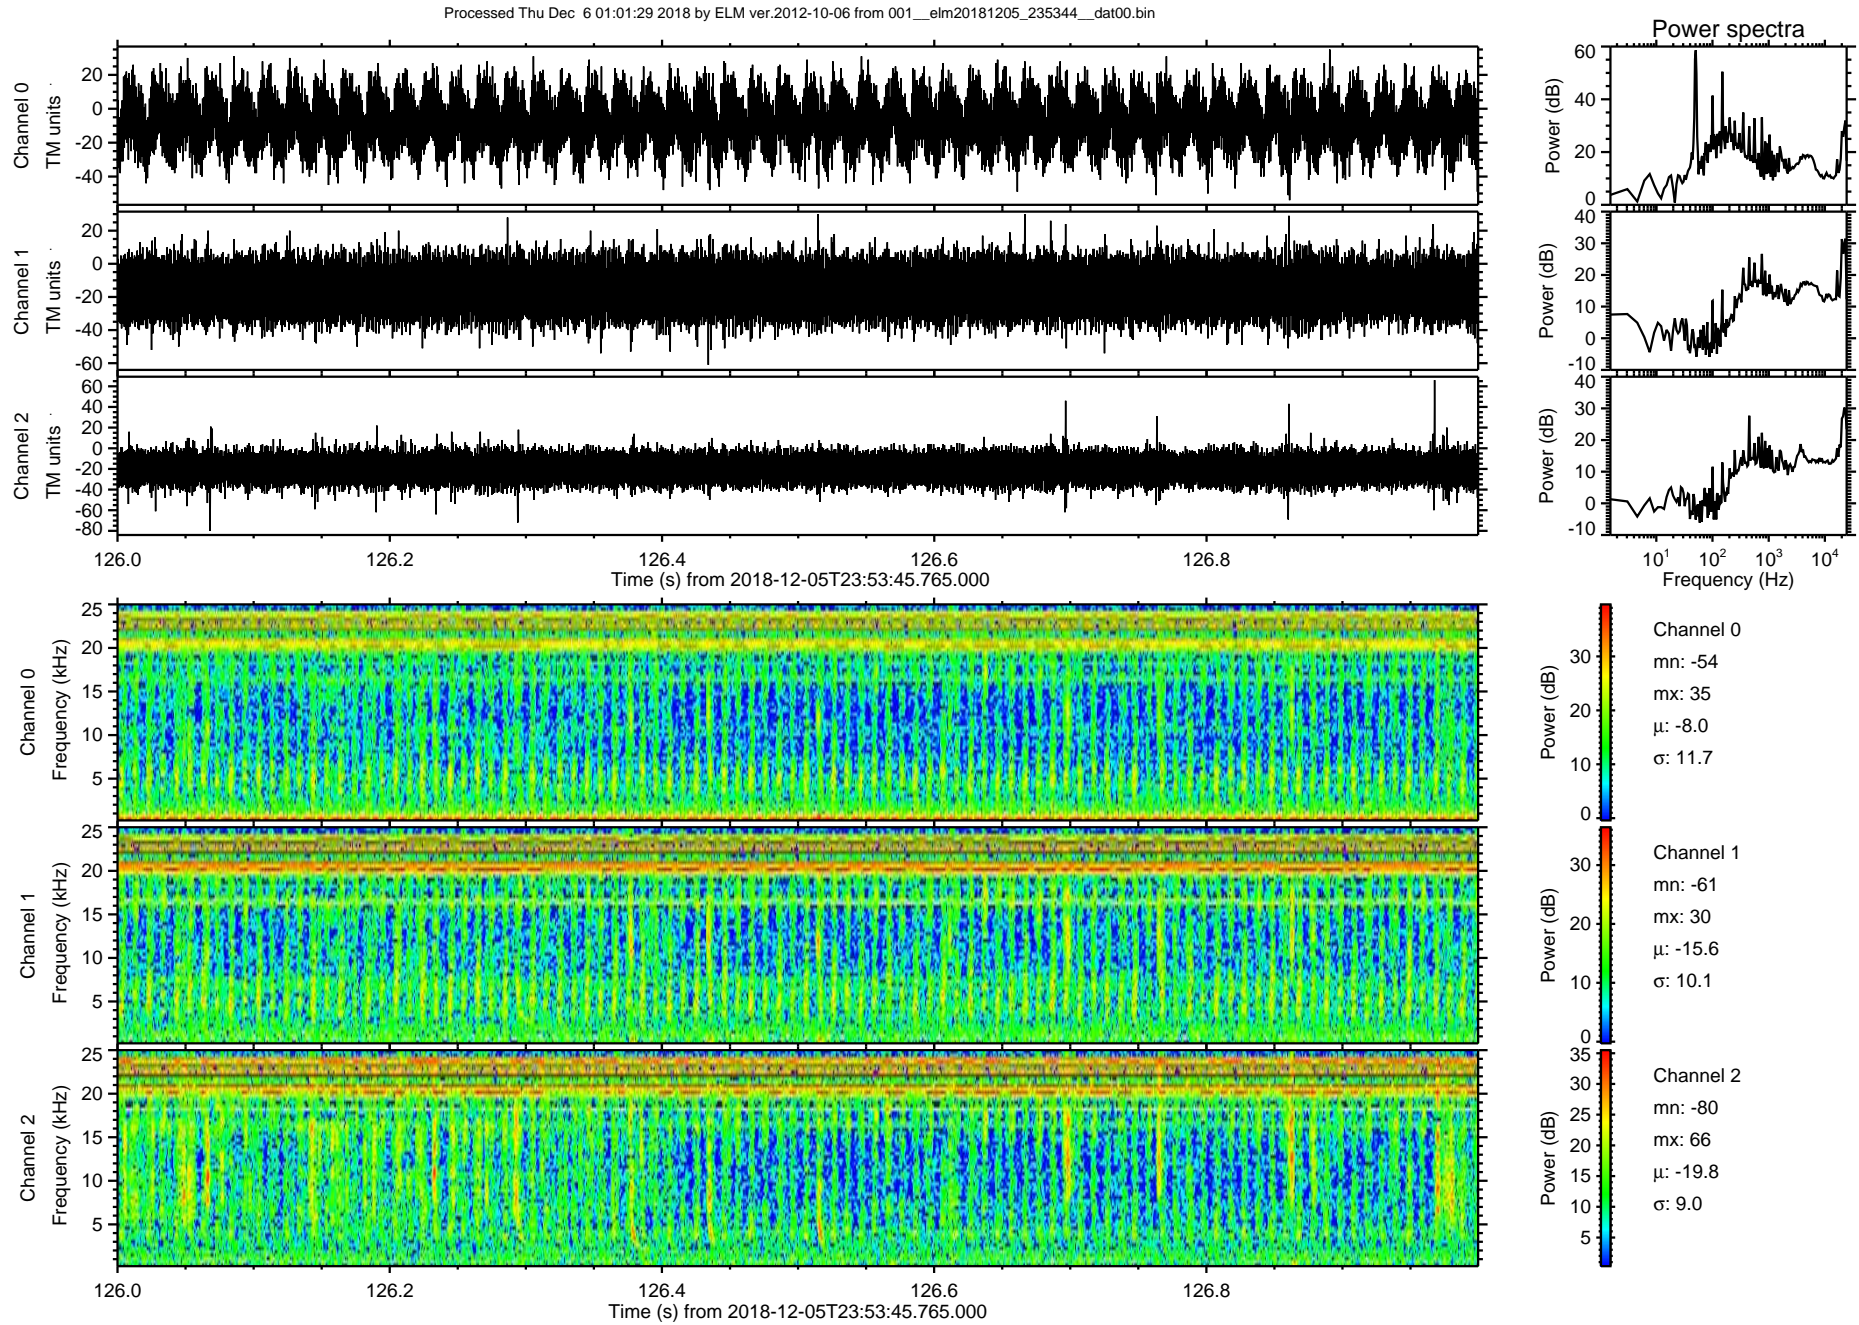 Processed Thu Dec  6 01:01:29 2018 by ELM ver.2012-10-06 from 001__elm20181205_235344__dat00.bin
Power spectra
Channel 0
TM units
20
0
-20
-40
Power (dB)
60
40
20
0
Channel 1
TM units
20
0
-20
-40
-60
Power (dB)
40
30
20
10
0
-10
Channel 2
TM units
60
40
20
0
-20
-40
-60
-80
Power (dB)
40
30
20
10
0
-10
126.0 126.2 126.4 126.6 126.8
Time (s) from 2018-12-05T23:53:45.765.000
10^1 10^2 10^3 10^4
Frequency (Hz)
Channel 0
Frequency (kHz)
25
20
15
10
5
Power (dB)
30
20
10
0
Channel 0
mn: -54
mx: 35
μ: -8.0
σ: 11.7
Channel 1
Frequency (kHz)
25
20
15
10
5
Power (dB)
30
20
10
0
Channel 1
mn: -61
mx: 30
μ: -15.6
σ: 10.1
Channel 2
Frequency (kHz)
25
20
15
10
5
Power (dB)
35
30
25
20
15
10
5
Channel 2
mn: -80
mx: 66
μ: -19.8
σ: 9.0
126.0 126.2 126.4 126.6 126.8
Time (s) from 2018-12-05T23:53:45.765.000